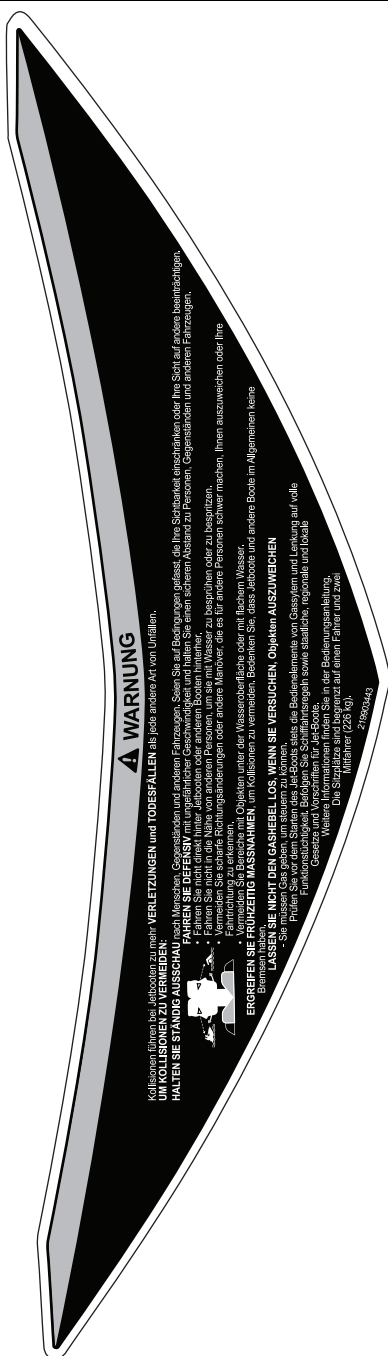 WARNUNG
Kollisionen führen bei Jetbooten zu mehr VERLETZUNGEN und TODESFÄLLEN als jede andere Art von Unfällen.
UM KOLLISIONEN ZU VERMEIDEN:
HALTEN SIE STÄNDIG AUSSCHAU nach Menschen, Gegenständen und anderen Fahrzeugen. Seien Sie auf Bedingungen gefasst, die Ihre Sichtbarkeit einschränken oder Ihre Sicht auf andere beeinträchtigen.
FAHREN SIE DEFENSIV mit ungefährlicher Geschwindigkeit und halten Sie einen sicheren Abstand zu Personen, Gegenständen und anderen Fahrzeugen.
• Fahren Sie nicht direkt hinter Jetbooten oder anderen Booten hinterher.
• Fahren Sie nicht in die Nähe von anderen Personen, um sie mit Wasser zu besprühen oder zu bespritzen.
• Vermeiden Sie scharfe Richtungsänderungen oder andere Manöver, die es für andere Personen schwer machen, Ihnen auszuweichen oder Ihre
Fahrtrichtung zu erkennen.
• Vermeiden Sie Bereiche mit Objekten unter der Wasseroberfläche oder mit flachem Wasser.
ERGREIFEN SIE FRÜHZEITIG MASSNAHMEN, um Kollisionen zu vermeiden. Bedenken Sie, dass Jetboote und andere Boote im Allgemeinen keine
Bremsen haben.
LASSEN SIE NICHT DEN GASHEBEL LOS, WENN SIE VERSUCHEN, Objekten AUSZUWEICHEN
- Sie müssen Gas geben, um steuern zu können.
Prüfen Sie vor dem Starten des Jet-Boots stets die Bedienelemente von Gassytem und Lenkung auf volle
Funktionstüchtigkeit. Befolgen Sie Schifffahrtsregeln sowie staatliche, regionale und lokale
Gesetze und Vorschriften für Jet-Boote.
Weitere Informationen finden Sie in der Bedienungsanleitung.
Die Sitzplätze sind begrenzt auf einen Fahrer und zwei
Mitfahrer (226 kg).
219903443